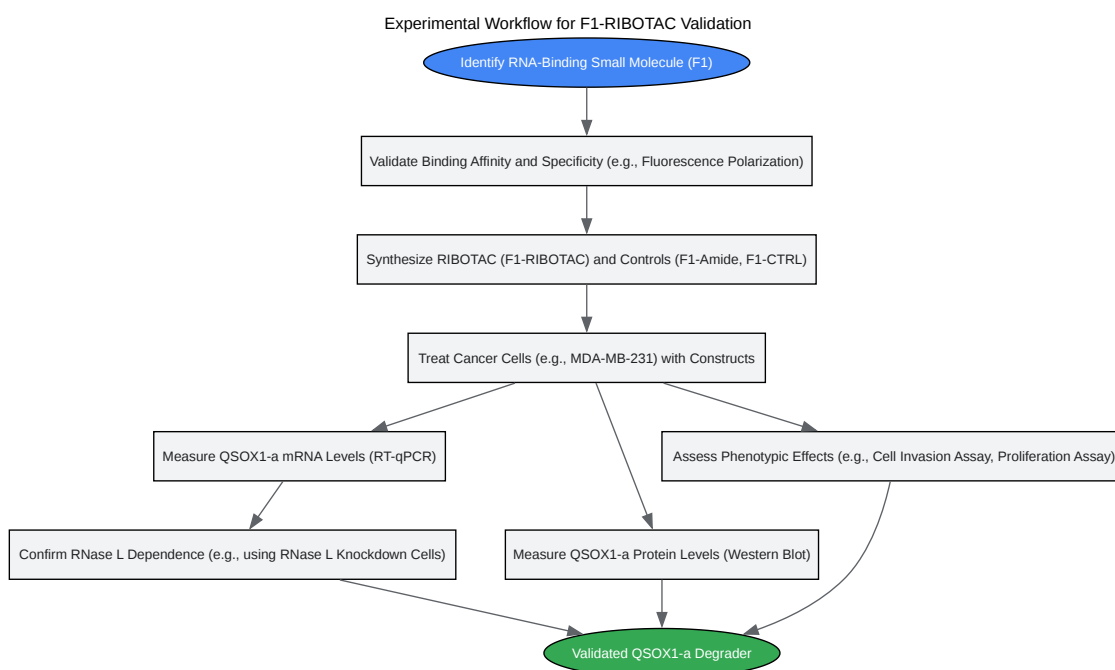 Experimental Workflow for F1-RIBOTAC Validation
Identify RNA-Binding Small Molecule (F1)
Validate Binding Affinity and Specificity (e.g., Fluorescence Polarization)
Synthesize RIBOTAC (F1-RIBOTAC) and Controls (F1-Amide, F1-CTRL)
Treat Cancer Cells (e.g., MDA-MB-231) with Constructs
Measure QSOX1-a mRNA Levels (RT-qPCR)
Assess Phenotypic Effects (e.g., Cell Invasion Assay, Proliferation Assay)
Confirm RNase L Dependence (e.g., using RNase L Knockdown Cells)
Measure QSOX1-a Protein Levels (Western Blot)
Validated QSOX1-a Degrader